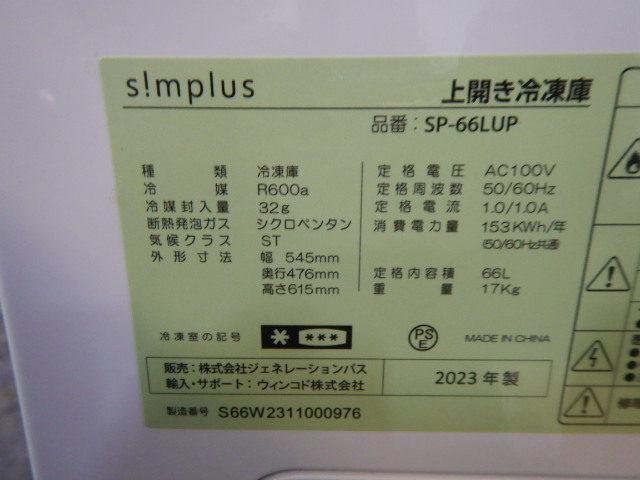 s!mplus
上開き冷凍庫
品番：SP-66LUP
種類 冷凍庫
冷媒 R600a
冷媒封入量 32g
断熱発泡ガス シクロペンタン
気候クラス ST
外形寸法 幅 545mm
奥行476mm
高さ615mm
定格電圧 AC100V
定格周波数 50/60Hz
定格電流 1.0/1.0A
消費電力量 153KWh/年
(50/60Hz共通)
定格内容積 66L
重量 17Kg
冷凍室の記号 * ***
PS E
MADE IN CHINA
販売：株式会社ジェネレーションパス
輸入・サポート：ウィンコド株式会社
2023 年 製
製造番号 S66W2311000976